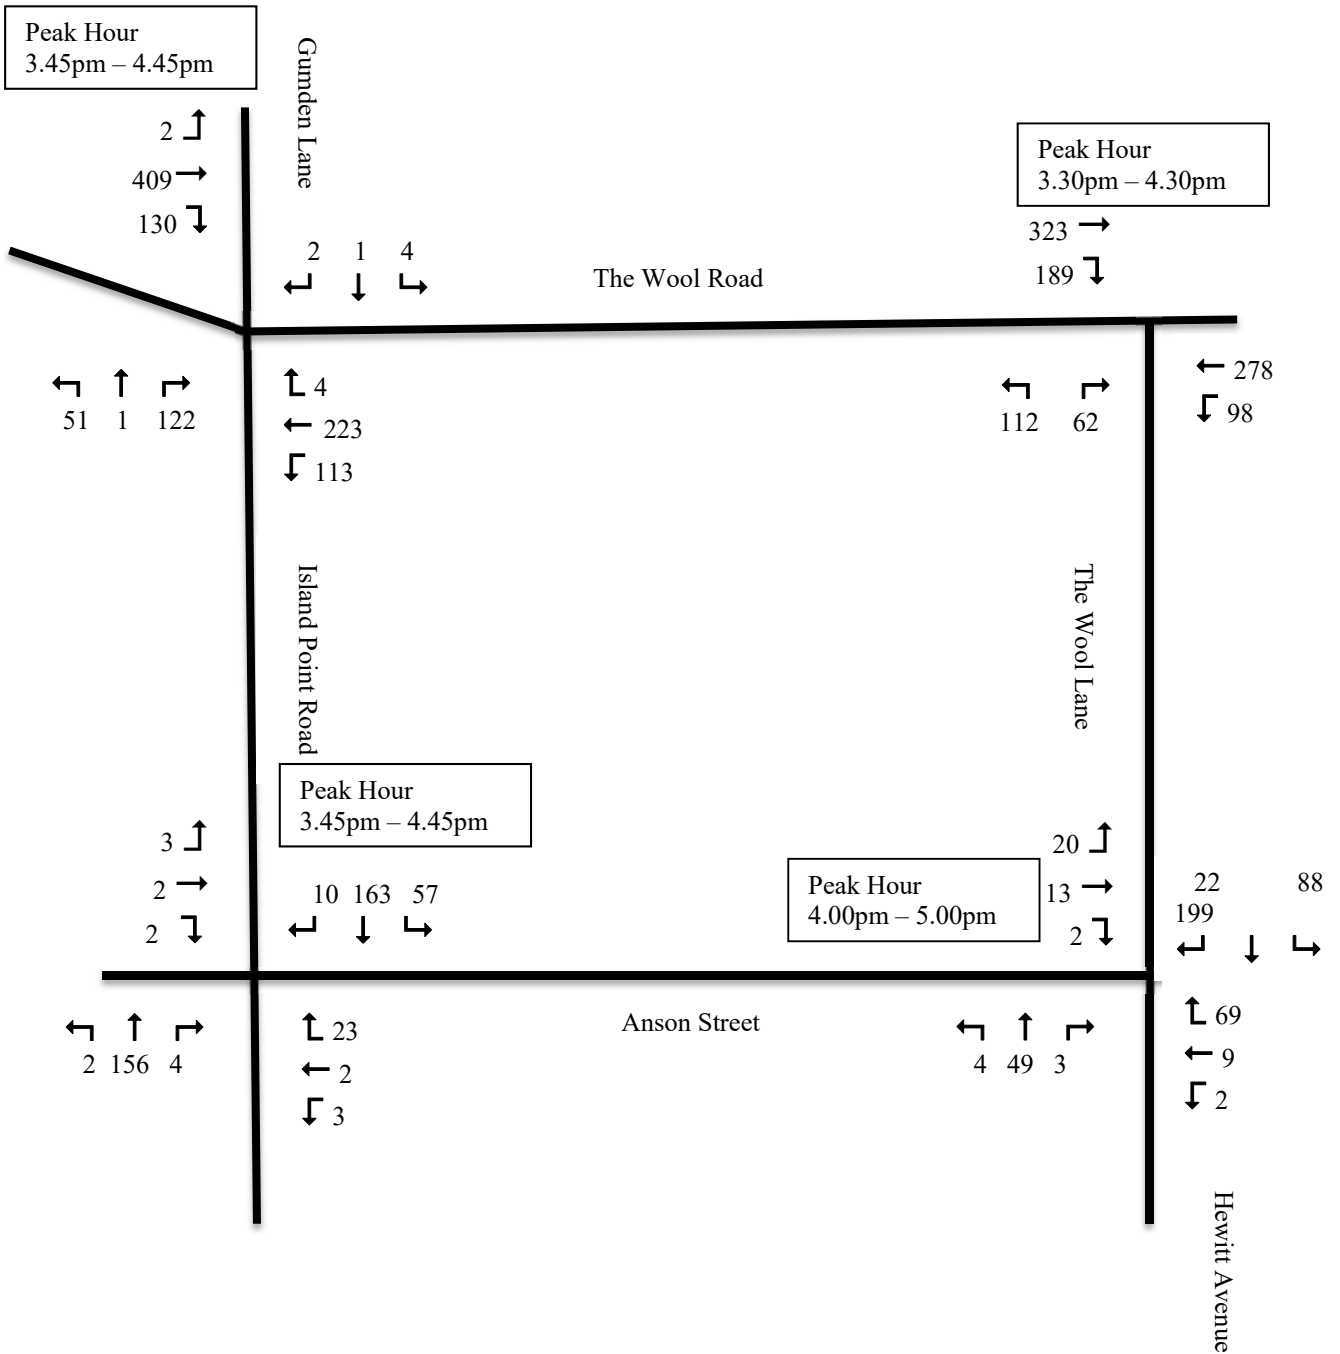 Peak Hour
3.45pm – 4.45pm
Gumden Lane
2
409
130
Peak Hour
3.30pm – 4.30pm
323
189
2 1 4
The Wool Road
51 1 122
4
223
113
112 62
278
98
Island Point Road
The Wool Lane
Peak Hour
3.45pm – 4.45pm
3
2
2
10 163 57
Peak Hour
4.00pm – 5.00pm
20
13
2
22 88
199
2 156 4
23
2
3
Anson Street
4 49 3
69
9
2
Hewitt Avenue